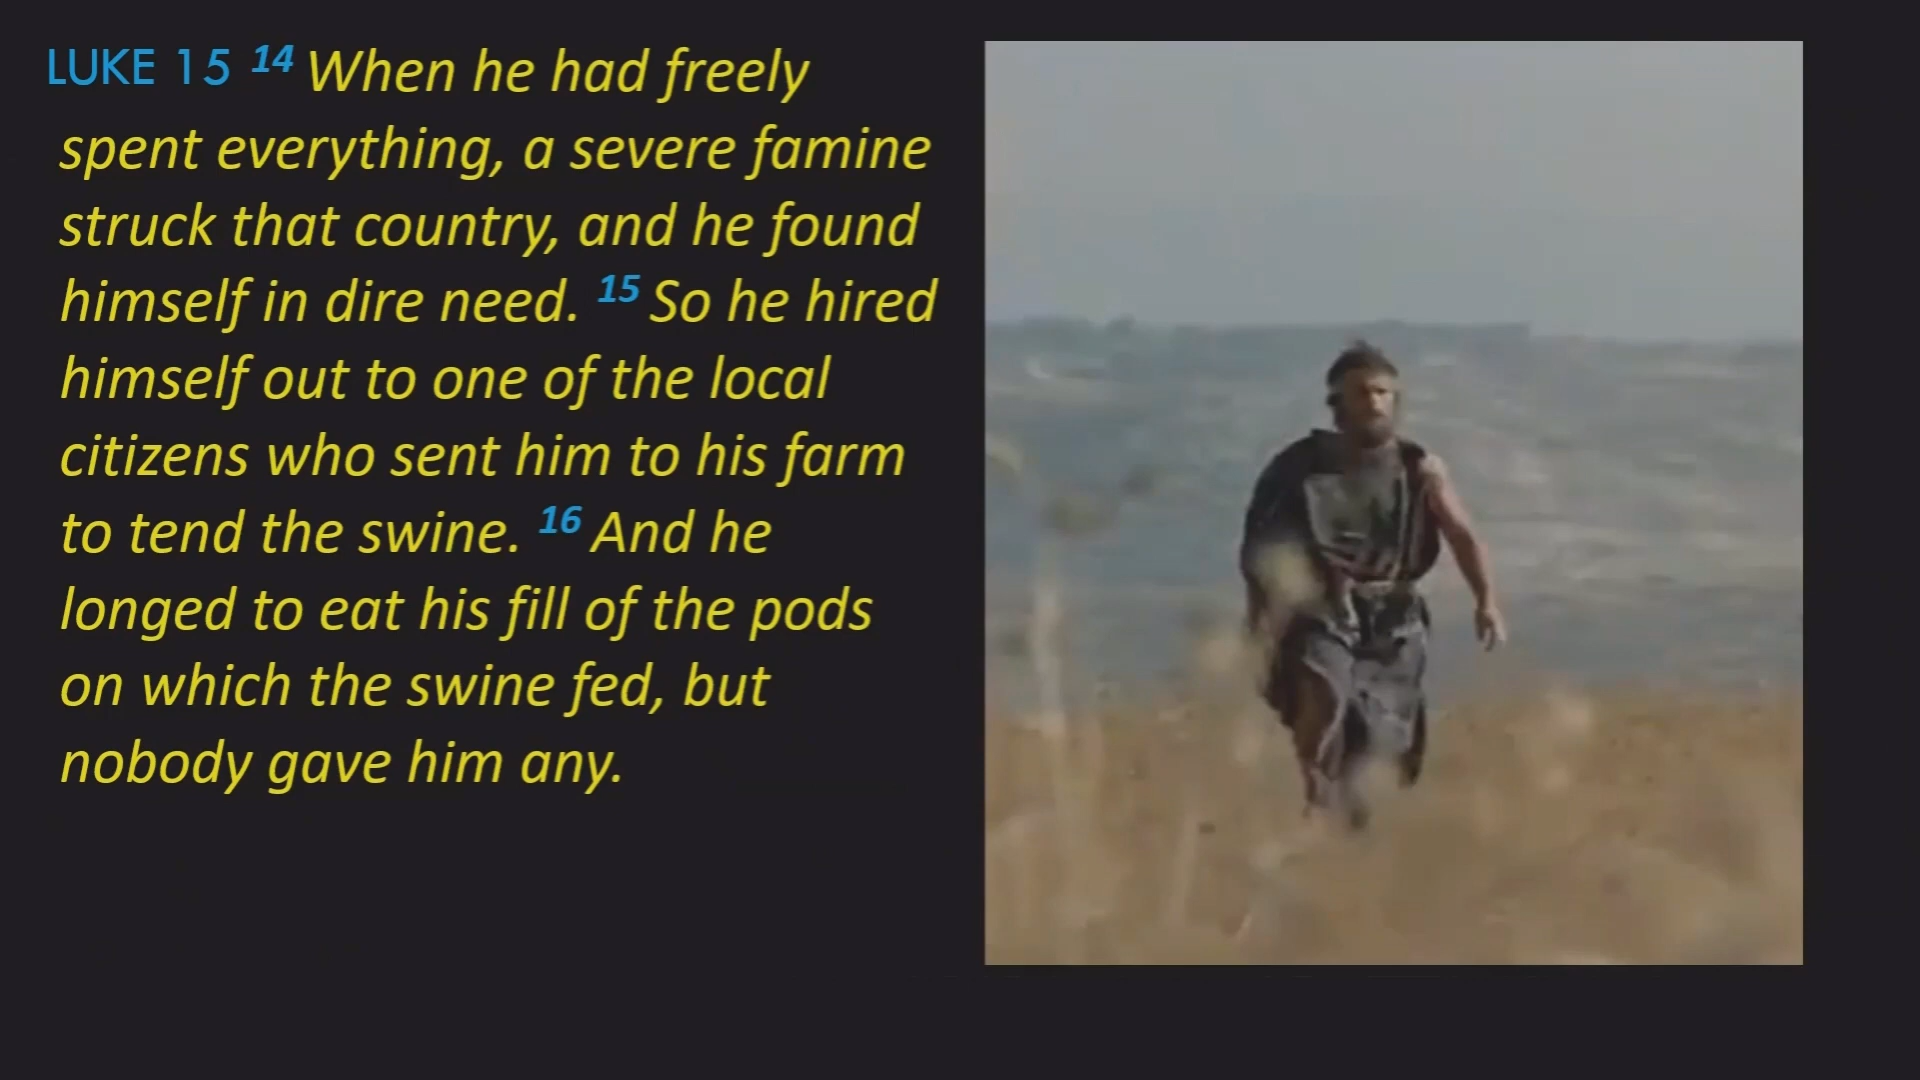 LUKE 15 14 When he had freely
spent everything, a severe famine
struck that country, and he found
himself in dire need. 15 So he hired
himself out to one of the local
citizens who sent him to his farm
to tend the swine. 16 And he
longed to eat his fill of the pods
on which the swine fed, but
nobody gave him any.